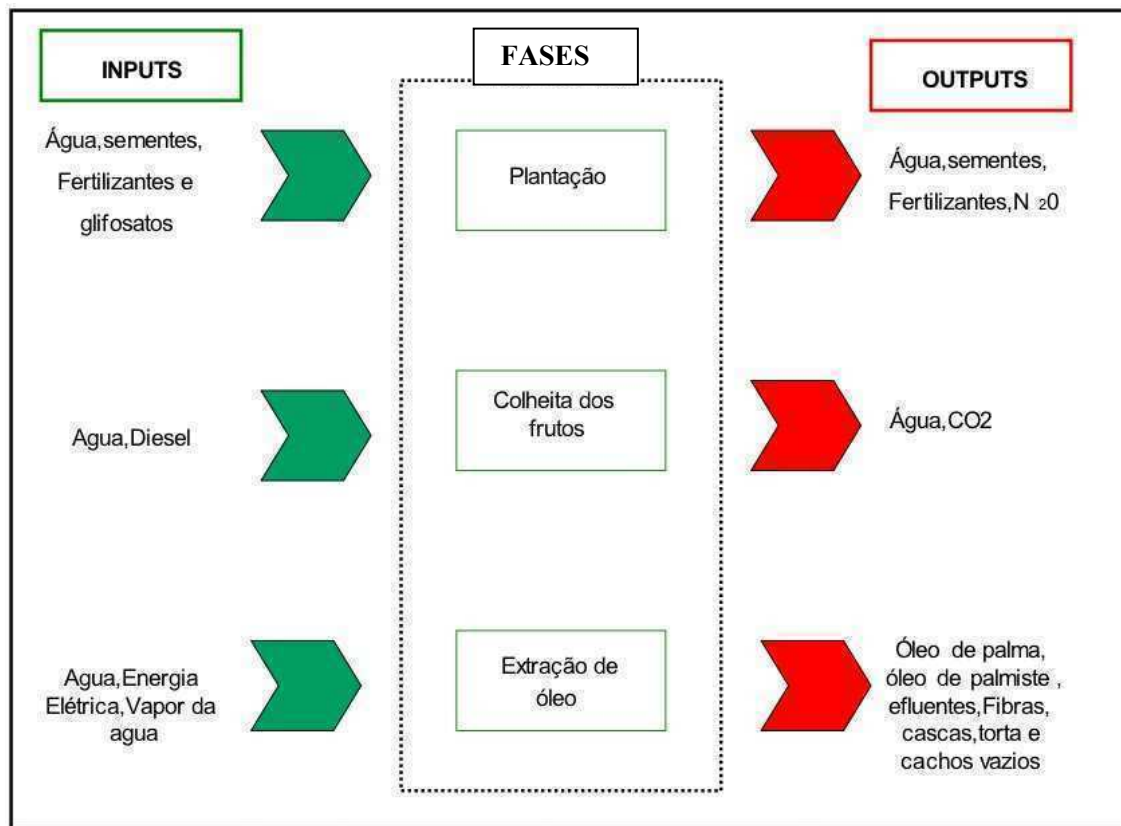 INPUTS
FASES
OUTPUTS
Água,sementes,
Fertilizantes e
glifosatos
Plantação
Água,sementes,
Fertilizantes,N 20
Agua,Diesel
Colheita dos
frutos
Água,CO2
Agua,Energia
Elétrica,Vapor da
agua
Extração de
óleo
Óleo de palma,
óleo de palmiste ,
efluentes,Fibras,
cascas,torta e
cachos vazios